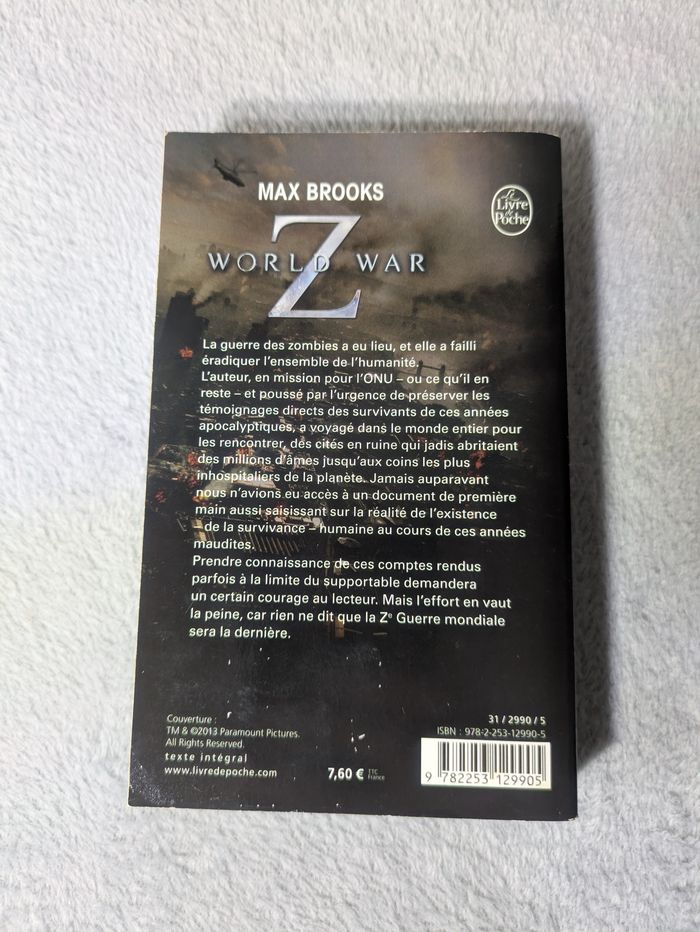 MAX BROOKS
Le
Livre
de
Poche
Z
WORLD WAR
La guerre des zombies a eu lieu, et elle a failli
éradiquer l'ensemble de l'humanité.
L'auteur, en mission pour l'ONU – ou ce qu'il en
reste – et poussé par l'urgence de préserver les
témoignages directs des survivants de ces années
apocalyptiques, a voyagé dans le monde entier pour
les rencontrer, des cités en ruine qui jadis abritaient
des millions d'âmes jusqu'aux coins les plus
inhospitaliers de la planète. Jamais auparavant
nous n'avions eu accès à un document de première
main aussi saisissant sur la réalité de l'existence
– de la survivance – humaine au cours de ces années
maudites.
Prendre connaissance de ces comptes rendus
parfois à la limite du supportable demandera
un certain courage au lecteur. Mais l'effort en vaut
la peine, car rien ne dit que la Zᵉ Guerre mondiale
sera la dernière.
Couverture :
TM & ©2013 Paramount Pictures.
All Rights Reserved.
texte intégral
www.livredepoche.com
7,60 € TTC
France
31 / 2990 / 5
ISBN : 978-2-253-12990-5
9 782253 129905